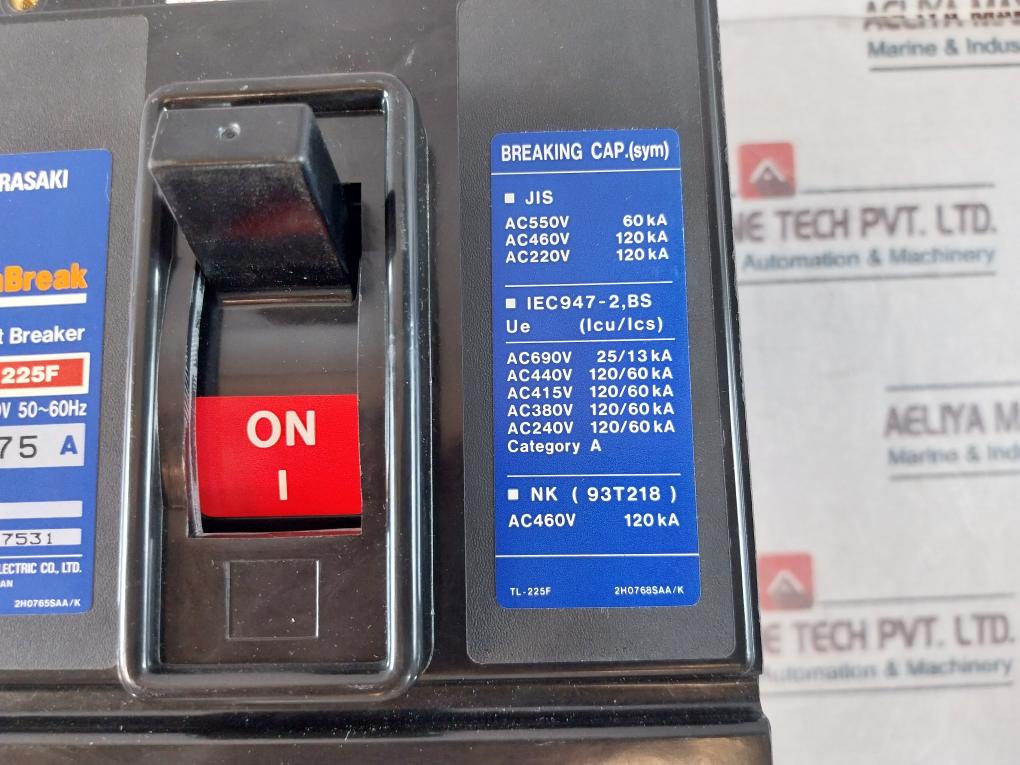 RASAKI
Break
t Breaker
225F
V 50~60Hz
75 A
7531
LECTRIC CO., LTD.
AN
2H0765SAA/K
ON
I
BREAKING CAP.(sym)
■ JIS
AC550V 60kA
AC460V 120kA
AC220V 120kA
■ IEC947-2,BS
Ue (Icu/Ics)
AC690V 25/13kA
AC440V 120/60kA
AC415V 120/60kA
AC380V 120/60kA
AC240V 120/60kA
Category A
■ NK ( 93T218 )
AC460V 120kA
TL-225F 2H0768SAA/K
AELIYA MA
Marine & Indus
NE TECH PVT. LTD.
Automation & Machinery
AELIYA M
Marine & Indus
NE TECH PVT. LTD.
Automation & Machinery